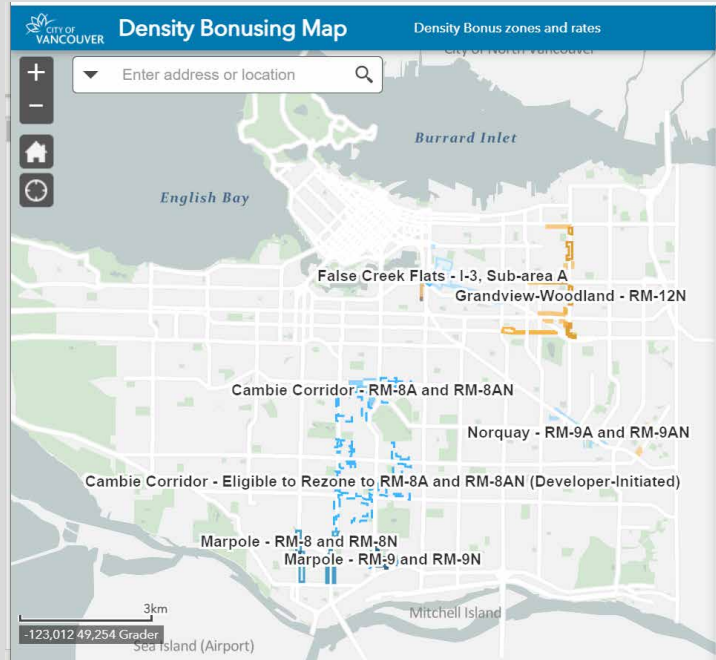 CITY OF
VANCOUVER
Density Bonusing Map
Density Bonus zones and rates
City of North Vancouver
+
Enter address or location
−
Burrard Inlet
English Bay
False Creek Flats - I-3, Sub-area A
Grandview-Woodland - RM-12N
Cambie Corridor - RM-8A and RM-8AN
Norquay - RM-9A and RM-9AN
Cambie Corridor - Eligible to Rezone to RM-8A and RM-8AN (Developer-Initiated)
Marpole - RM-8 and RM-8N
Marpole - RM-9 and RM-9N
3km
Mitchell Island
-123,012 49,254 Grader
Sea Island (Airport)